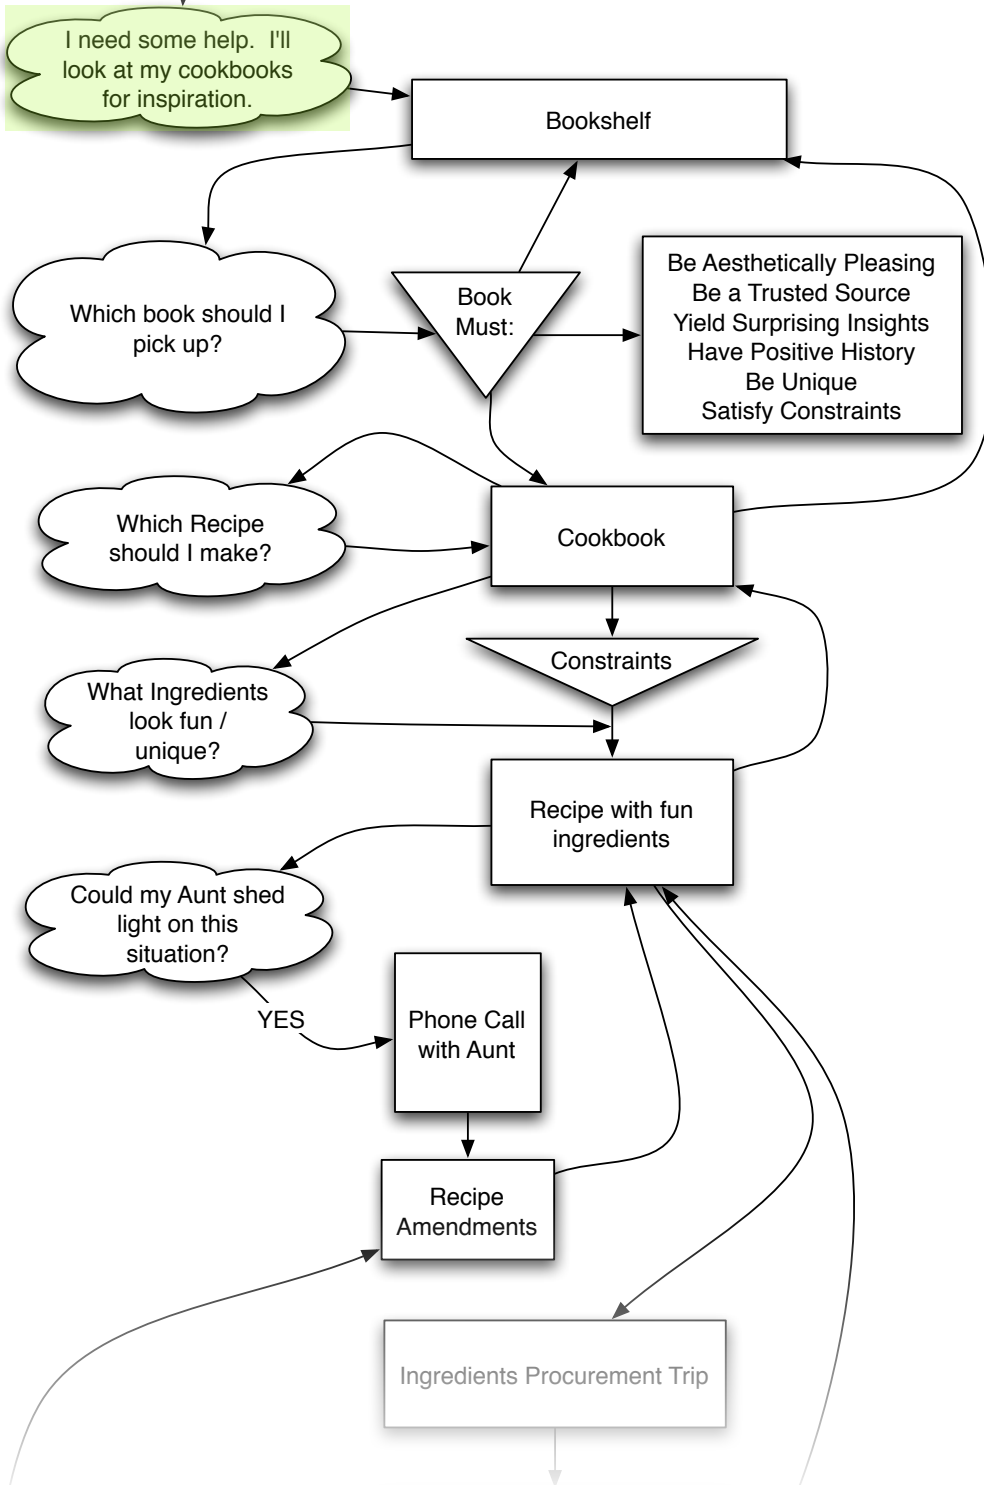 I need some help.  I'll
look at my cookbooks
for inspiration.
Bookshelf
Which book should I
pick up?
Book
Must:
Be Aesthetically Pleasing
Be a Trusted Source
Yield Surprising Insights
Have Positive History
Be Unique
Satisfy Constraints
Which Recipe
should I make?
Cookbook
Constraints
What Ingredients
look fun /
unique?
Recipe with fun
ingredients
Could my Aunt shed
light on this
situation?
YES
Phone Call
with Aunt
Recipe
Amendments
Ingredients Procurement Trip